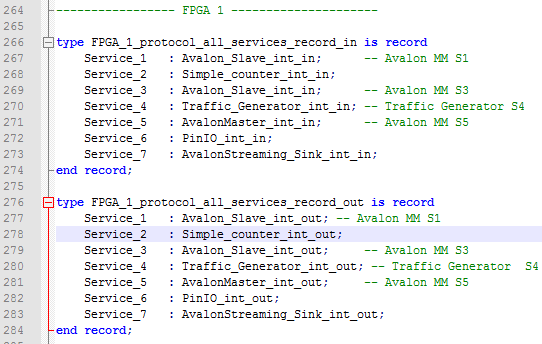 264 ------------------ FPGA 1 ----------------------
265
266 type FPGA_1_protocol_all_services_record_in is record
267     Service_1   : Avalon_Slave_int_in;      -- Avalon MM S1
268     Service_2   : Simple_counter_int_in;
269     Service_3   : Avalon_Slave_int_in;      -- Avalon MM S3
270     Service_4   : Traffic_Generator_int_in; -- Traffic Generator S4
271     Service_5   : AvalonMaster_int_in;      -- Avalon MM S5
272     Service_6   : PinIO_int_in;
273     Service_7   : AvalonStreaming_Sink_int_in;
274 end record;
275
276 type FPGA_1_protocol_all_services_record_out is record
277     Service_1   : Avalon_Slave_int_out; -- Avalon MM S1
278     Service_2   : Simple_counter_int_out;
279     Service_3   : Avalon_Slave_int_out;     -- Avalon MM S3
280     Service_4   : Traffic_Generator_int_out; -- Traffic Generator  S4
281     Service_5   : AvalonMaster_int_out;     -- Avalon MM S5
282     Service_6   : PinIO_int_out;
283     Service_7   : AvalonStreaming_Sink_int_out;
284 end record;